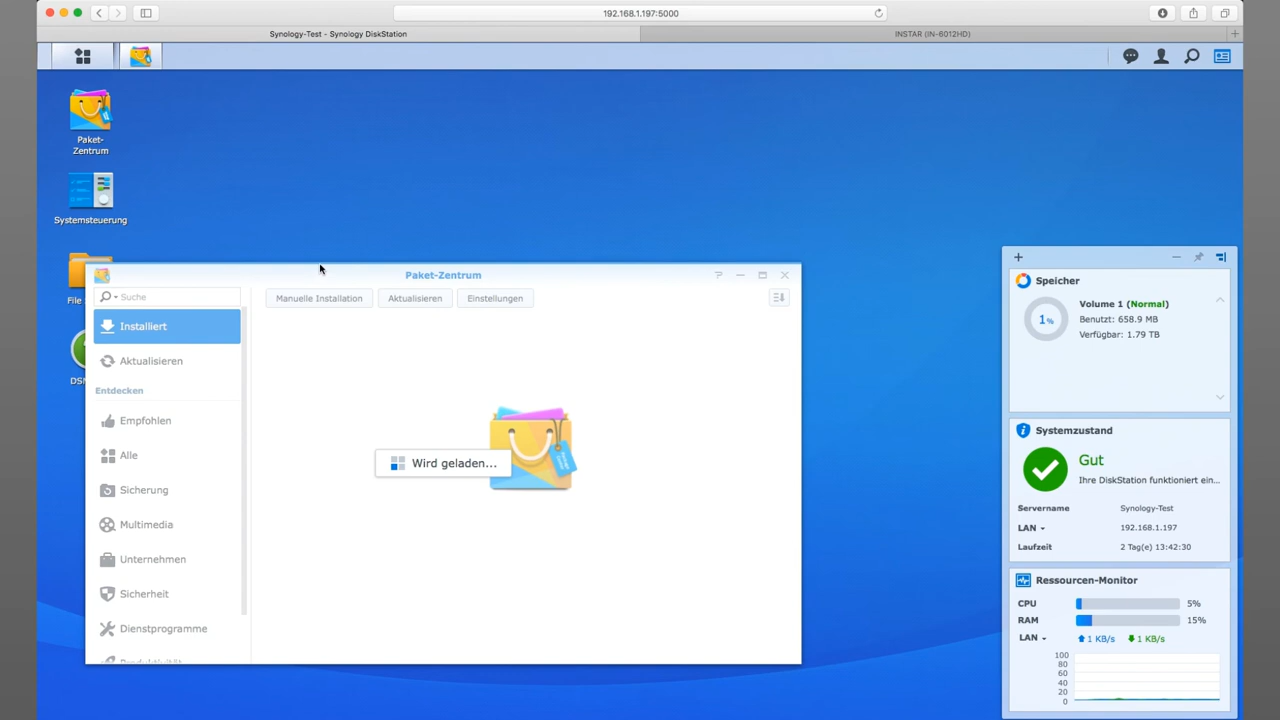 192.168.1.197:5000
Synology-Test - Synology DiskStation
INSTAR (IN-6012HD)
Paket-
Zentrum
Systemsteuerung
File
DSM
Paket-Zentrum
Suche
Manuelle Installation
Aktualisieren
Einstellungen
Installiert
Aktualisieren
Entdecken
Empfohlen
Alle
Sicherung
Multimedia
Unternehmen
Sicherheit
Dienstprogramme
Produktivität
Wird geladen...
Speicher
1%
Volume 1 (Normal)
Benutzt: 658.9 MB
Verfügbar: 1.79 TB
Systemzustand
Gut
Ihre DiskStation funktioniert ein...
Servername Synology-Test
LAN 192.168.1.197
Laufzeit 2 Tag(e) 13:42:30
Ressourcen-Monitor
CPU 5%
RAM 15%
LAN 1 KB/s 1 KB/s
100
80
60
40
20
0